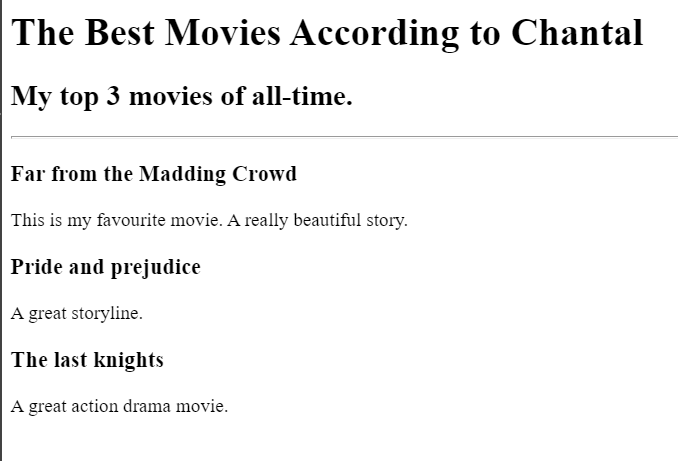 The Best Movies According to Chantal
My top 3 movies of all-time.
Far from the Madding Crowd
This is my favourite movie. A really beautiful story.
Pride and prejudice
A great storyline.
The last knights
A great action drama movie.